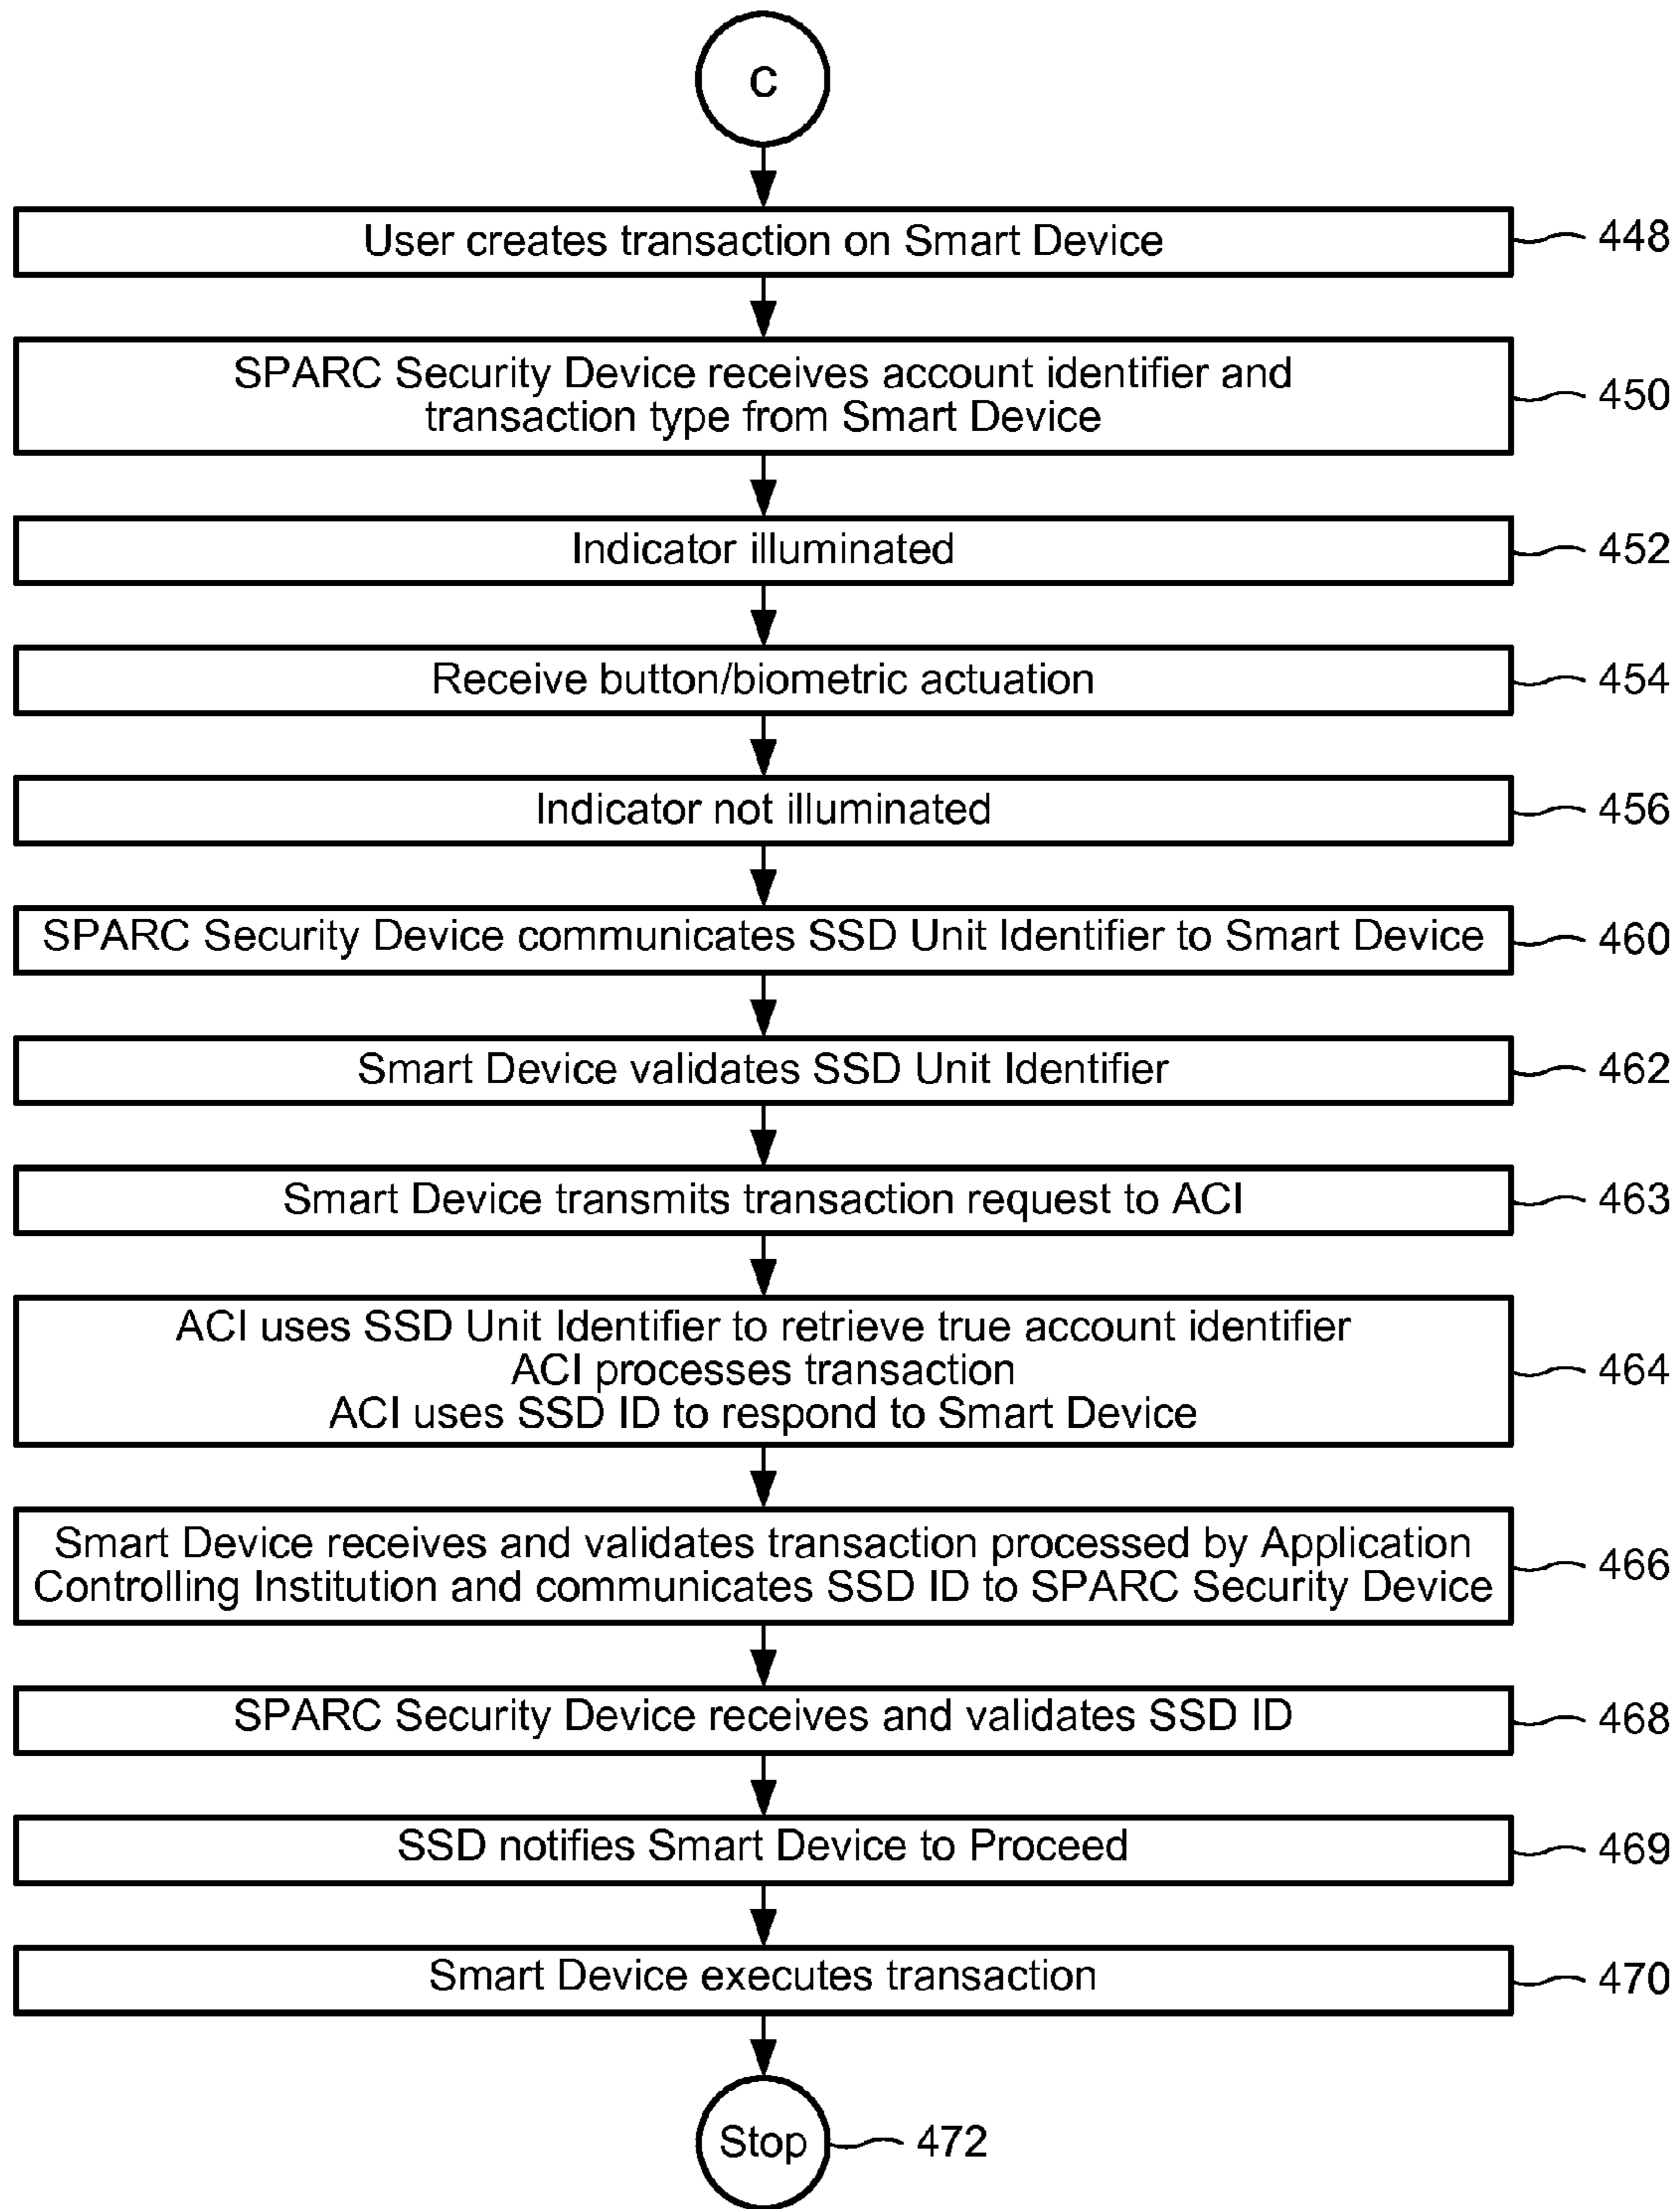 C
User creates transaction on Smart Device
448
SPARC Security Device receives account identifier and
transaction type from Smart Device
450
Indicator illuminated
452
Receive button/biometric actuation
454
Indicator not illuminated
456
SPARC Security Device communicates SSD Unit Identifier to Smart Device
460
Smart Device validates SSD Unit Identifier
462
Smart Device transmits transaction request to ACI
463
ACI uses SSD Unit Identifier to retrieve true account identifier
ACI processes transaction
ACI uses SSD ID to respond to Smart Device
464
Smart Device receives and validates transaction processed by Application
Controlling Institution and communicates SSD ID to SPARC Security Device
466
SPARC Security Device receives and validates SSD ID
468
SSD notifies Smart Device to Proceed
469
Smart Device executes transaction
470
Stop
472